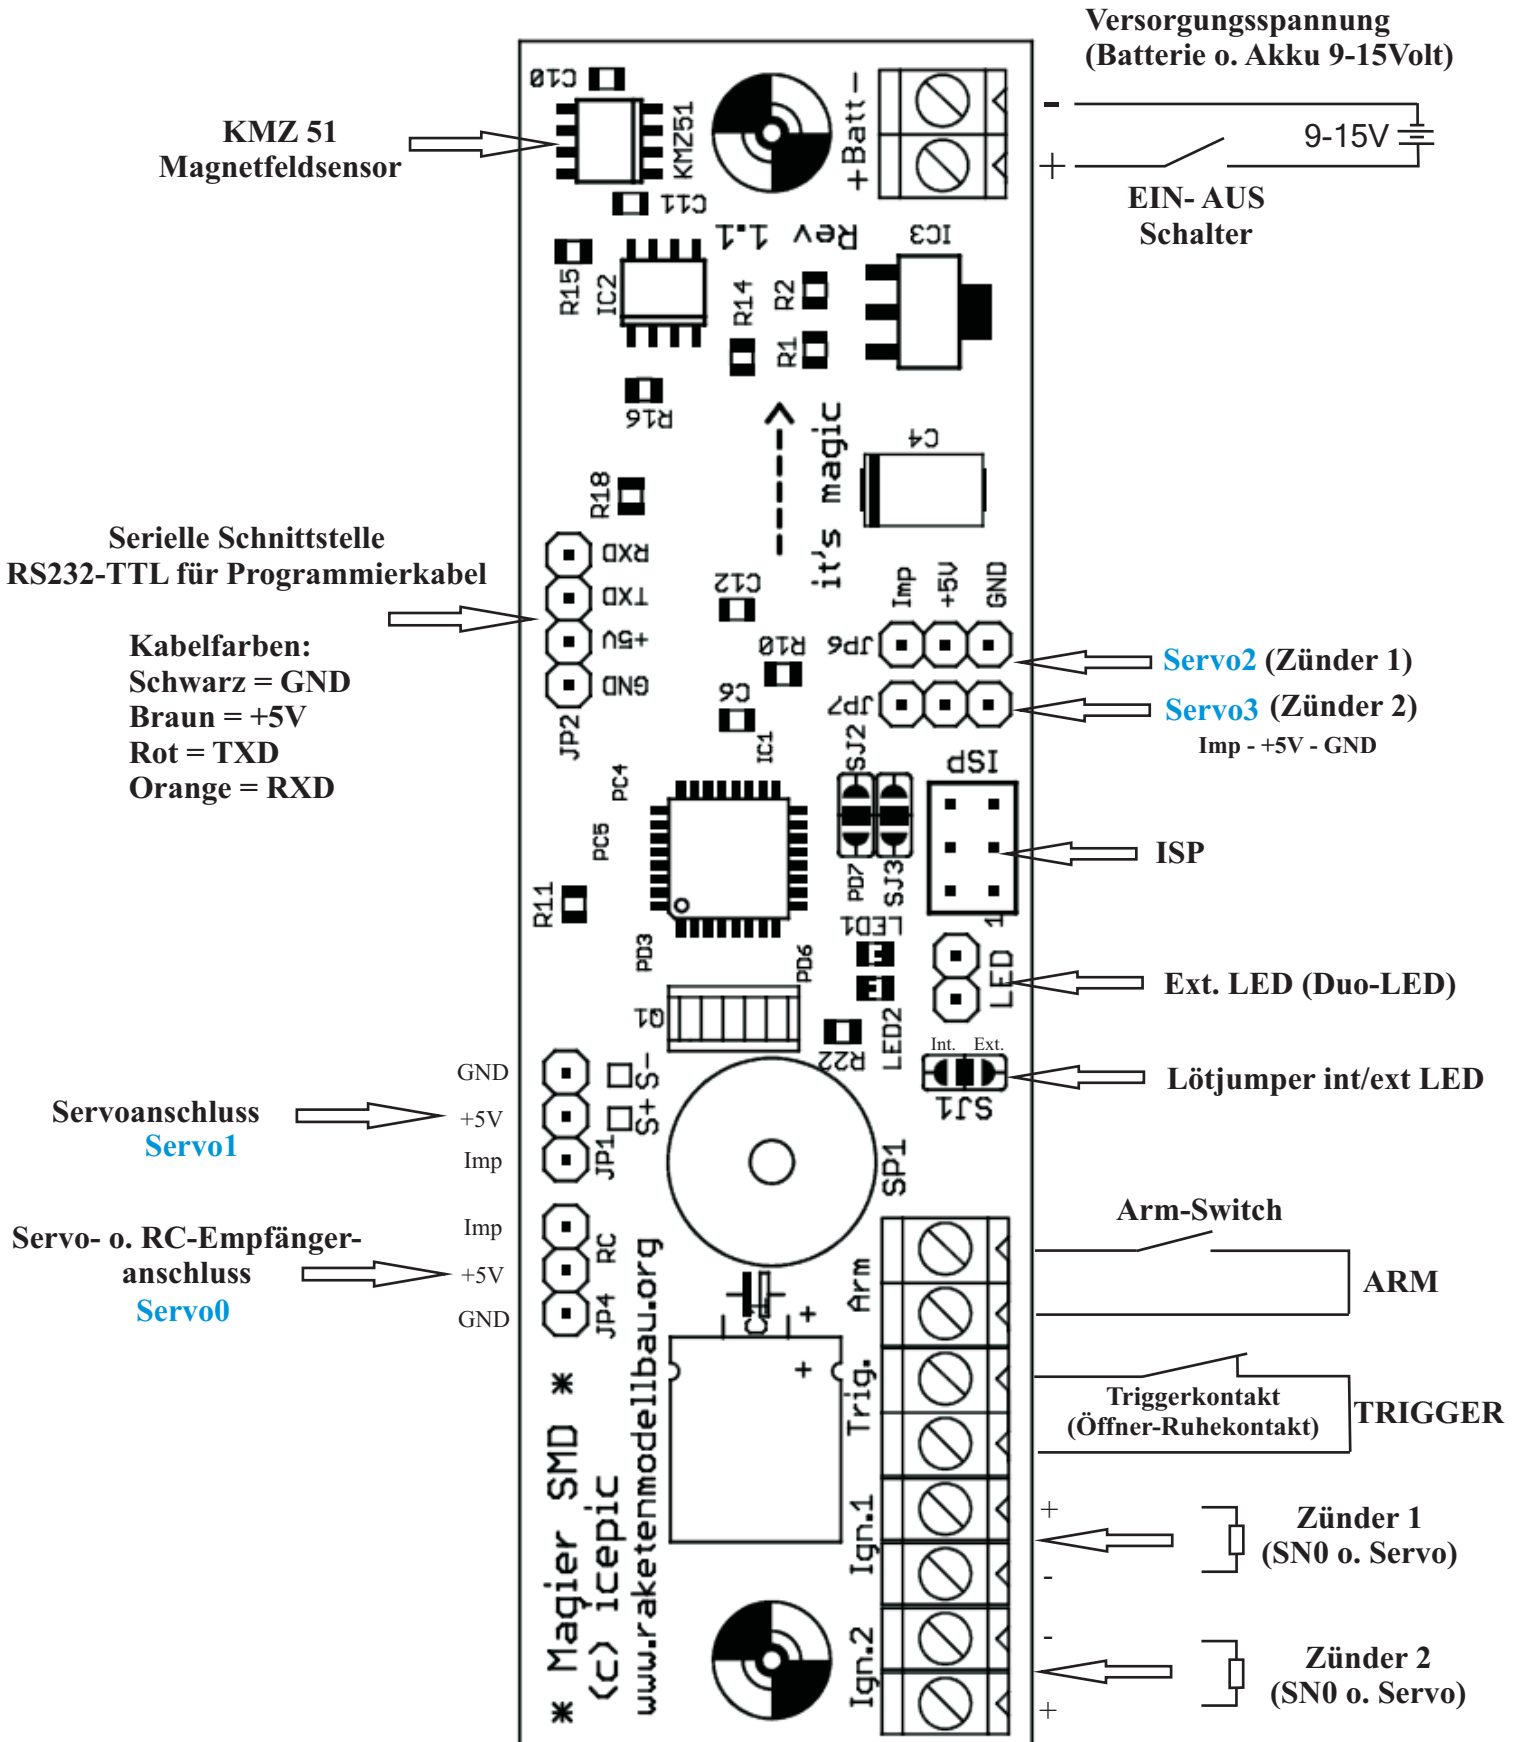 Versorgungsspannung
(Batterie o. Akku 9-15Volt)
-
9-15V
+
EIN- AUS
Schalter
KMZ 51
Magnetfeldsensor
C10
KMZ51
+Batt-
C11
Rev 1.1
IC3
R15
IC2
R14
R2
R1
R16
it's magic
C4
R18
Serielle Schnittstelle
RS232-TTL für Programmierkabel
Kabelfarben:
Schwarz = GND
Braun = +5V
Rot = TXD
Orange = RXD
RXD
TXD
+5V
GND
JP2
C12
R10
C6
IC1
Imp
+5V
GND
JP6
JP7
Servo2 (Zünder 1)
Servo3 (Zünder 2)
Imp - +5V - GND
SJ2
ISP
PC4
PC5
PD7
SJ3
ISP
1
R11
LED1
PD3
PD6
LED
Ext. LED (Duo-LED)
Q1
R22
LED2
Int. Ext.
SJ1
Lötjumper int/ext LED
GND
+5V
Imp
Servoanschluss
Servo1
S+ S-
JP1
SP1
Servo- o. RC-Empfänger-
anschluss
Servo0
Imp
+5V
GND
RC
JP4
C1
+
+
Arm-Switch
ARM
Arm
Triggerkontakt
(Öffner-Ruhekontakt)
TRIGGER
Trig.
Ign.1
+
-
Zünder 1
(SN0 o. Servo)
Ign.2
-
+
Zünder 2
(SN0 o. Servo)
* Magier SMD *
(c) icepic
www.raketenmodellbau.org